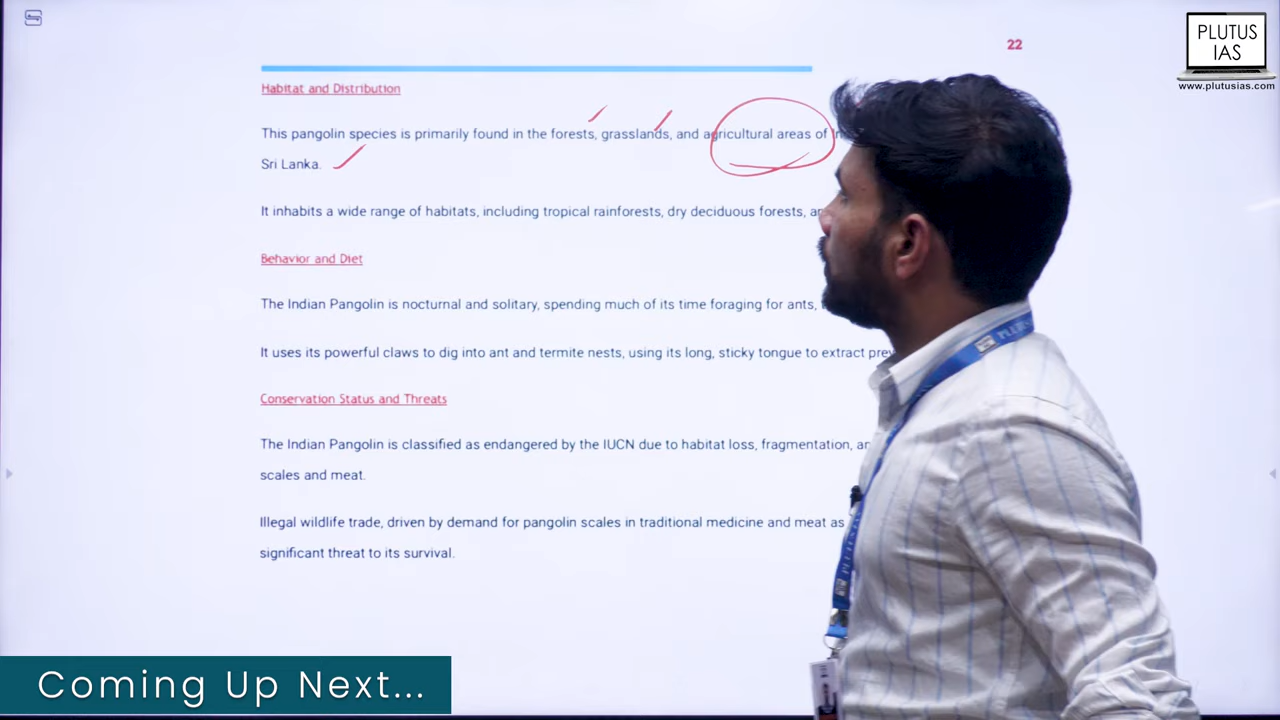 22
PLUTUS
IAS
www.plutusias.com
Habitat and Distribution
This pangolin species is primarily found in the forests, grasslands, and agricultural areas of
Sri Lanka.
It inhabits a wide range of habitats, including tropical rainforests, dry deciduous forests,
Behavior and Diet
The Indian Pangolin is nocturnal and solitary, spending much of its time foraging for ants,
It uses its powerful claws to dig into ant and termite nests, using its long, sticky tongue to extract
Conservation Status and Threats
The Indian Pangolin is classified as endangered by the IUCN due to habitat loss, fragmentation,
scales and meat.
Illegal wildlife trade, driven by demand for pangolin scales in traditional medicine and meat as
significant threat to its survival.
PLUTUS
Coming Up Next...